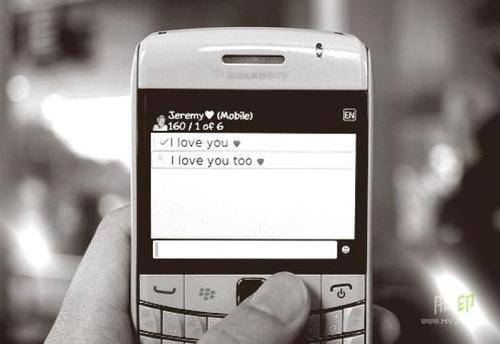 BlackBerry
Jeremy♥ (Mobile)
EN
160 / 1 of 6
I love you ♥
I love you too ♥